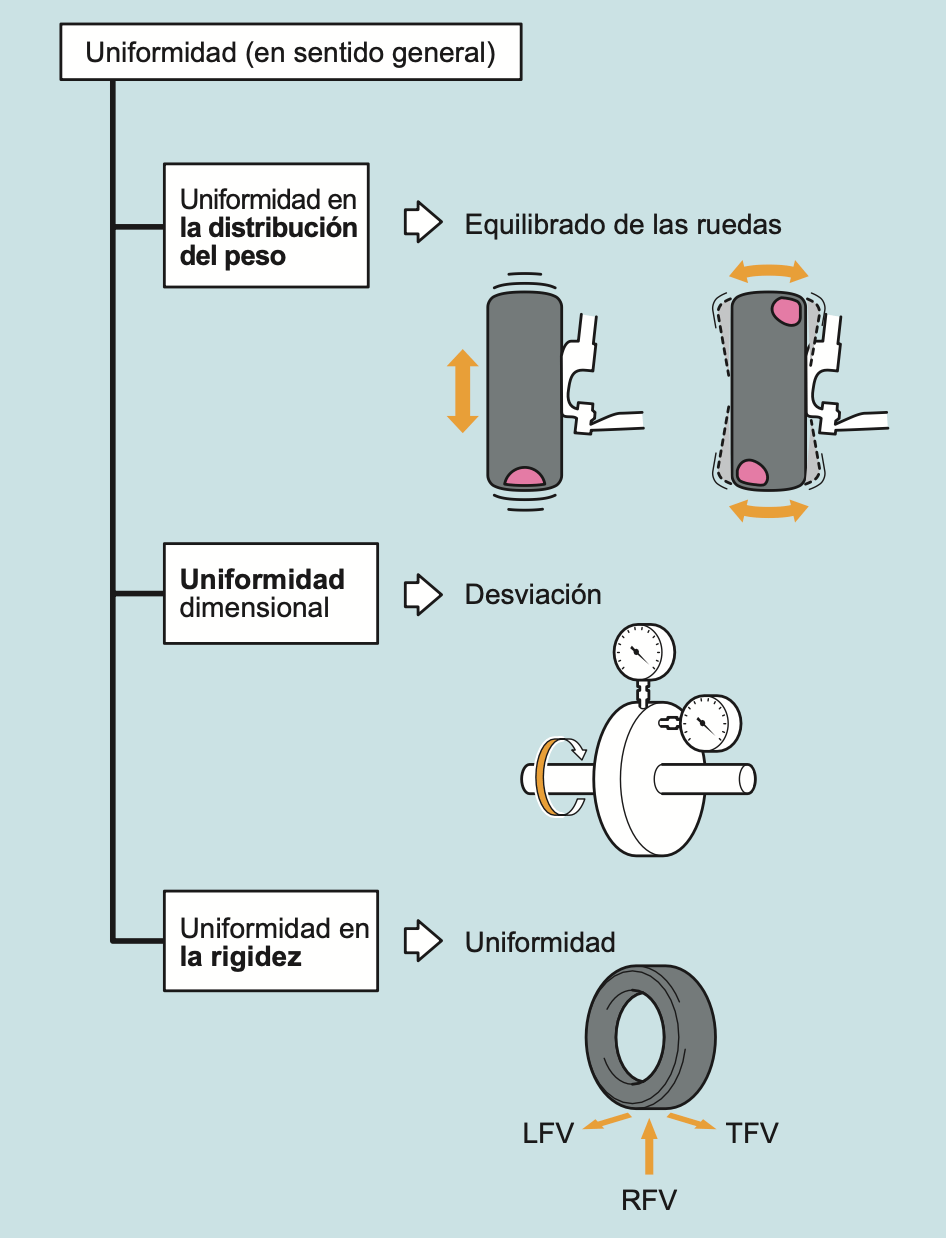 Uniformidad (en sentido general)
Uniformidad en
la distribución
del peso
Equilibrado de las ruedas
Uniformidad
dimensional
Desviación
Uniformidad en
la rigidez
Uniformidad
LFV
TFV
RFV